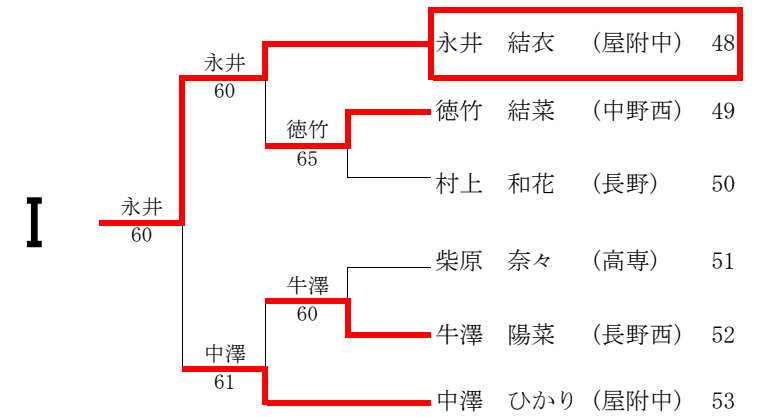 永井 結衣 （屋附中） 48
永井
60
徳竹 結菜 （中野西） 49
徳竹
65
村上 和花 （長野） 50
I
永井
60
柴原 奈々 （高専） 51
牛澤
60
牛澤 陽菜 （長野西） 52
中澤
61
中澤 ひかり （屋附中） 53